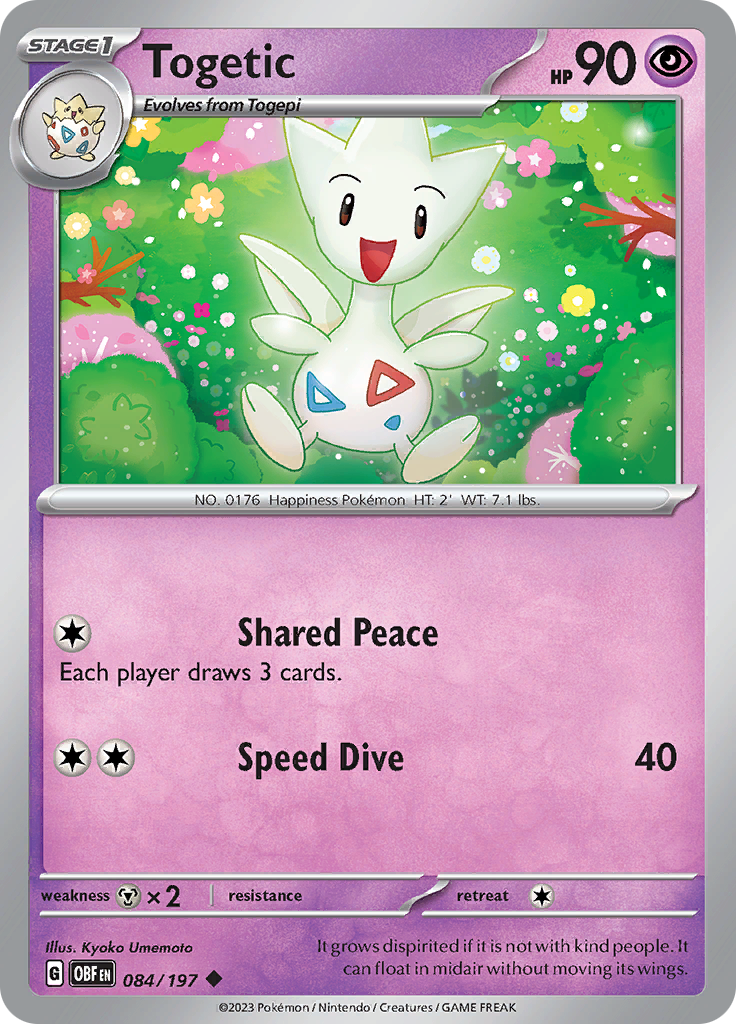 STAGE1
Togetic
HP 90
Evolves from Togepi
NO. 0176 Happiness Pokémon HT: 2' WT: 7.1 lbs.
Shared Peace
Each player draws 3 cards.
Speed Dive 40
weakness ×2 resistance retreat
Illus. Kyoko Umemoto
It grows dispirited if it is not with kind people. It
can float in midair without moving its wings.
G OBF EN 084/197
©2023 Pokémon / Nintendo / Creatures / GAME FREAK